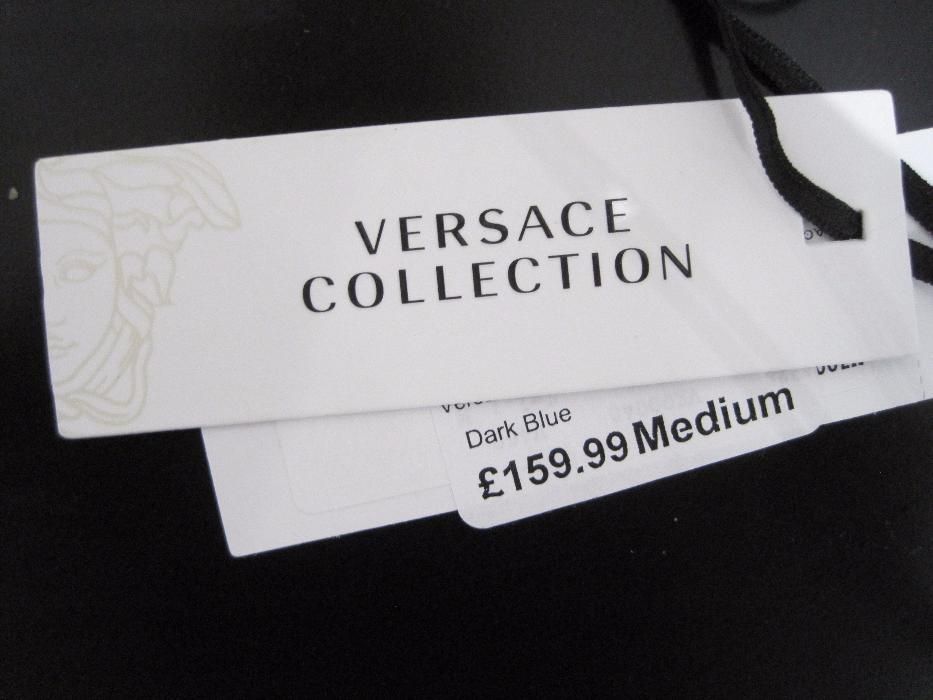 VERSACE
COLLECTION
Dark Blue
£159.99 Medium